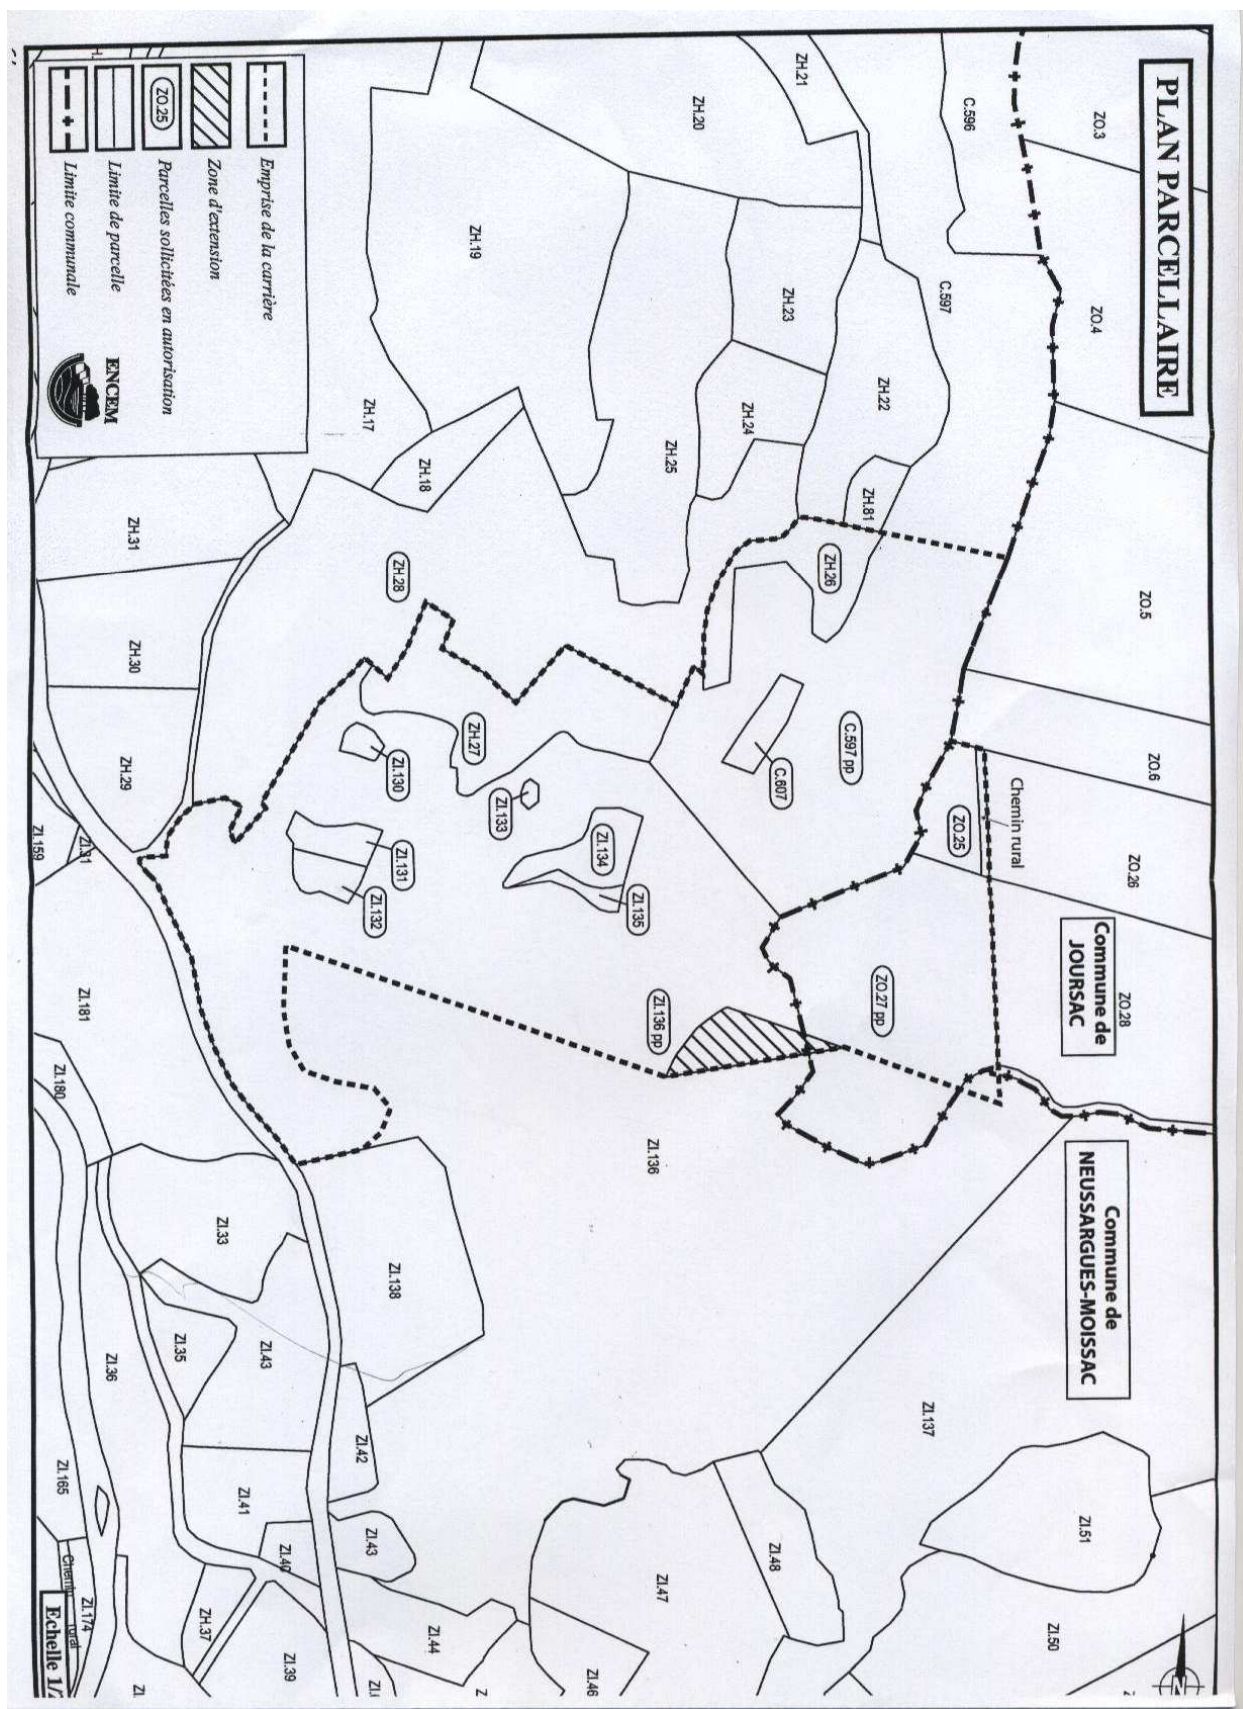 PLAN PARCELLAIRE
ZO.3
ZO.4
ZO.5
ZO.6
ZO.26
ZO.28
Commune de
JOURSAC
Commune de
NEUSSARGUES-MOISSAC
C.596
C.597
Chemin rural
ZO.25
ZO.27 pp
C.597 pp
C.607
ZH.21
ZH.20
ZH.23
ZH.22
ZH.24
ZH.81
ZH.26
ZH.25
ZH.19
ZH.17
ZH.18
ZH.28
ZH.27
ZI.130
ZI.133
ZI.134
ZI.135
ZI.131
ZI.132
ZI.136 pp
ZI.136
ZI.137
ZI.51
ZI.50
ZI.48
ZI.47
ZI.46
ZI.44
ZI.138
ZI.42
ZI.43
ZI.33
ZI.43
ZI.35
ZI.36
ZI.41
ZI.40
ZH.37
ZI.39
ZI.165
ZI.174
Chemin rural
ZI.180
ZI.181
ZI.31
ZI.159
ZH.29
ZH.30
ZH.31
Emprise de la carrière
Zone d'extension
ZO.25
Parcelles sollicitées en autorisation
Limite de parcelle
Limite communale
ENCEM
N
Echelle 1/